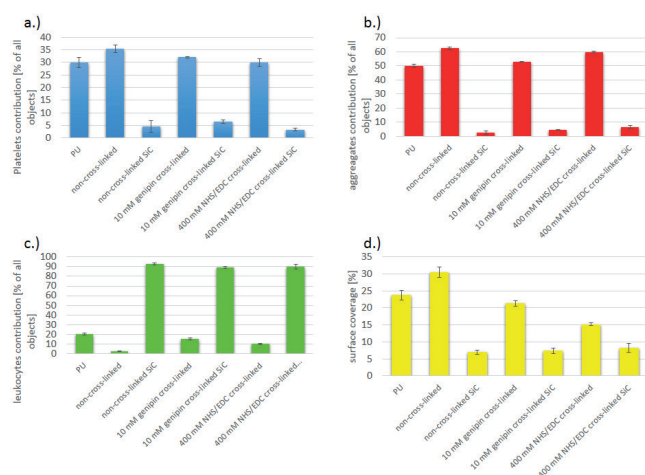 a.)
Platelets contribution [% of all
objects]
40
35
30
25
20
15
10
5
0
PU
non-cross-linked
non-cross-linked SiC
10 mM genipin cross-linked
10 mM genipin cross-linked SiC
400 mM NHS/EDC cross-linked
400 mM NHS/EDC cross-linked SiC
b.)
aggreagates contribution [% of all
objects]
60
50
40
30
20
10
0
PU
non-cross-linked
non-cross-linked SiC
10 mM genipin cross-linked
10 mM genipin cross-linked SiC
400 mM NHS/EDC cross-linked
400 mM NHS/EDC cross-linked SiC
c.)
leukocytes contribution [% of all
objects]
100
90
80
70
60
50
40
30
20
10
0
PU
non-cross-linked
non-cross-linked SiC
10 mM genipin cross-linked
10 mM genipin cross-linked SiC
400 mM NHS/EDC cross-linked
400 mM NHS/EDC cross-linked...
d.)
surface coverage [%]
35
30
25
20
15
10
5
0
PU
non-cross-linked
non-cross-linked SiC
10 mM genipin cross-linked
10 mM genipin cross-linked SiC
400 mM NHS/EDC cross-linked
400 mM NHS/EDC cross-linked SiC